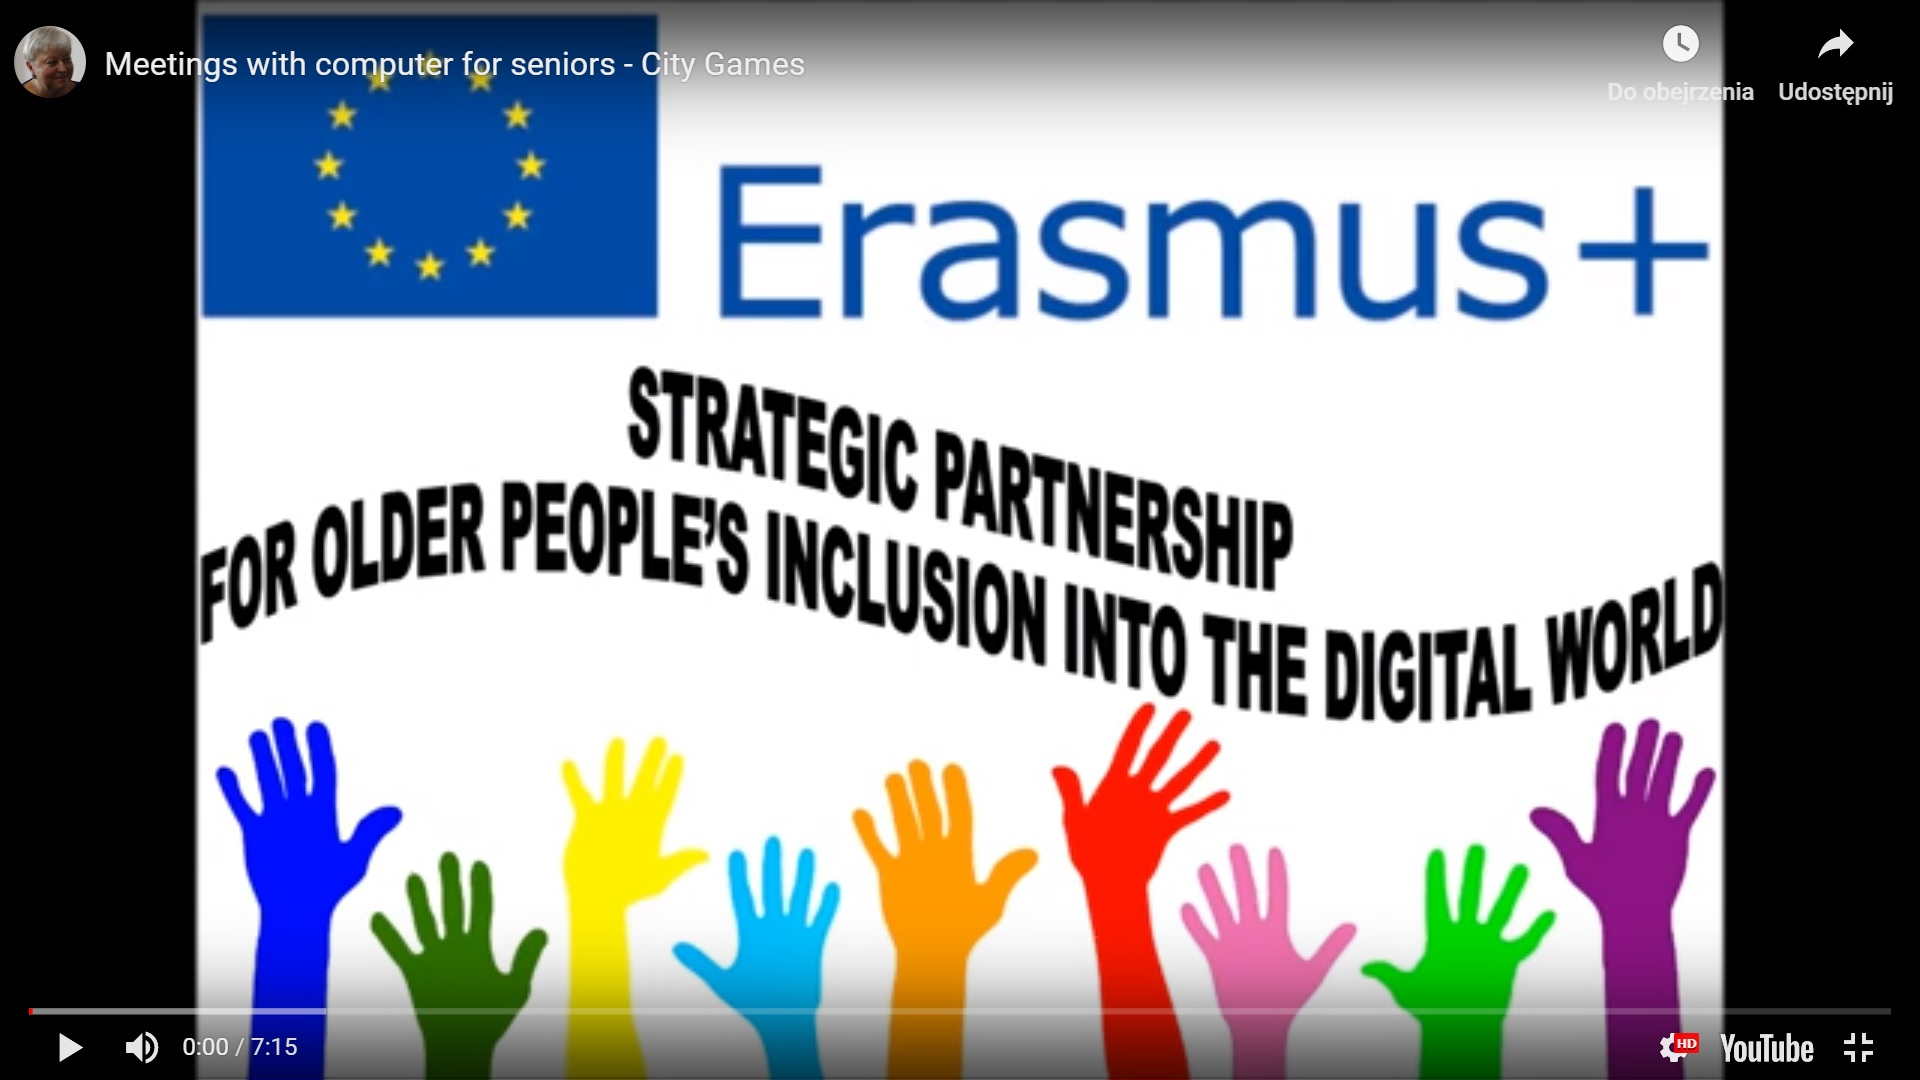 Meetings with computer for seniors - City Games
Do obejrzenia
Udostępnij
Erasmus+
STRATEGIC PARTNERSHIP
FOR OLDER PEOPLE'S INCLUSION INTO THE DIGITAL WORLD
0:00 / 7:15
HD
YouTube